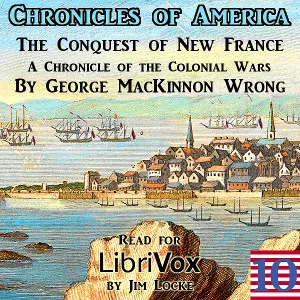 Chronicles of America
The Conquest of New France
A Chronicle of the Colonial Wars
By George MacKinnon Wrong
Read for
LibriVox
by Jim Locke
10